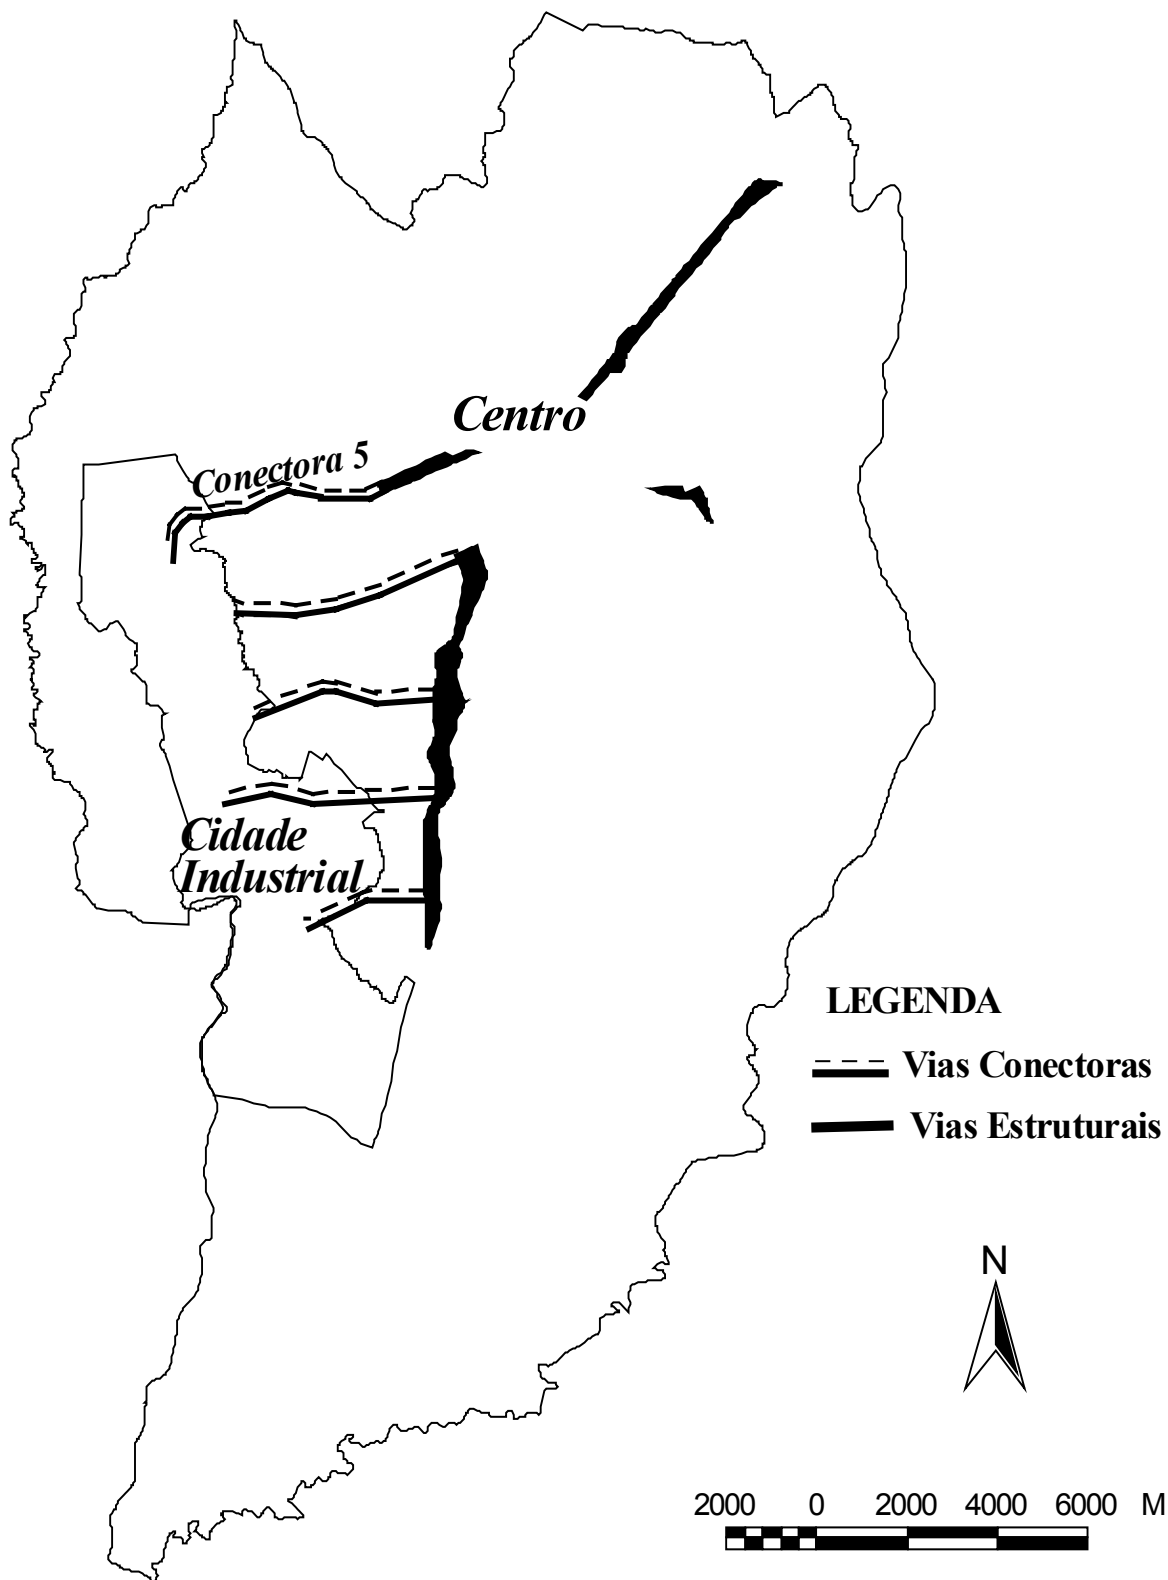 Centro
Conectora 5
Cidade
Industrial
LEGENDA
Vias Conectoras
Vias Estruturais
N
2000 0 2000 4000 6000 M